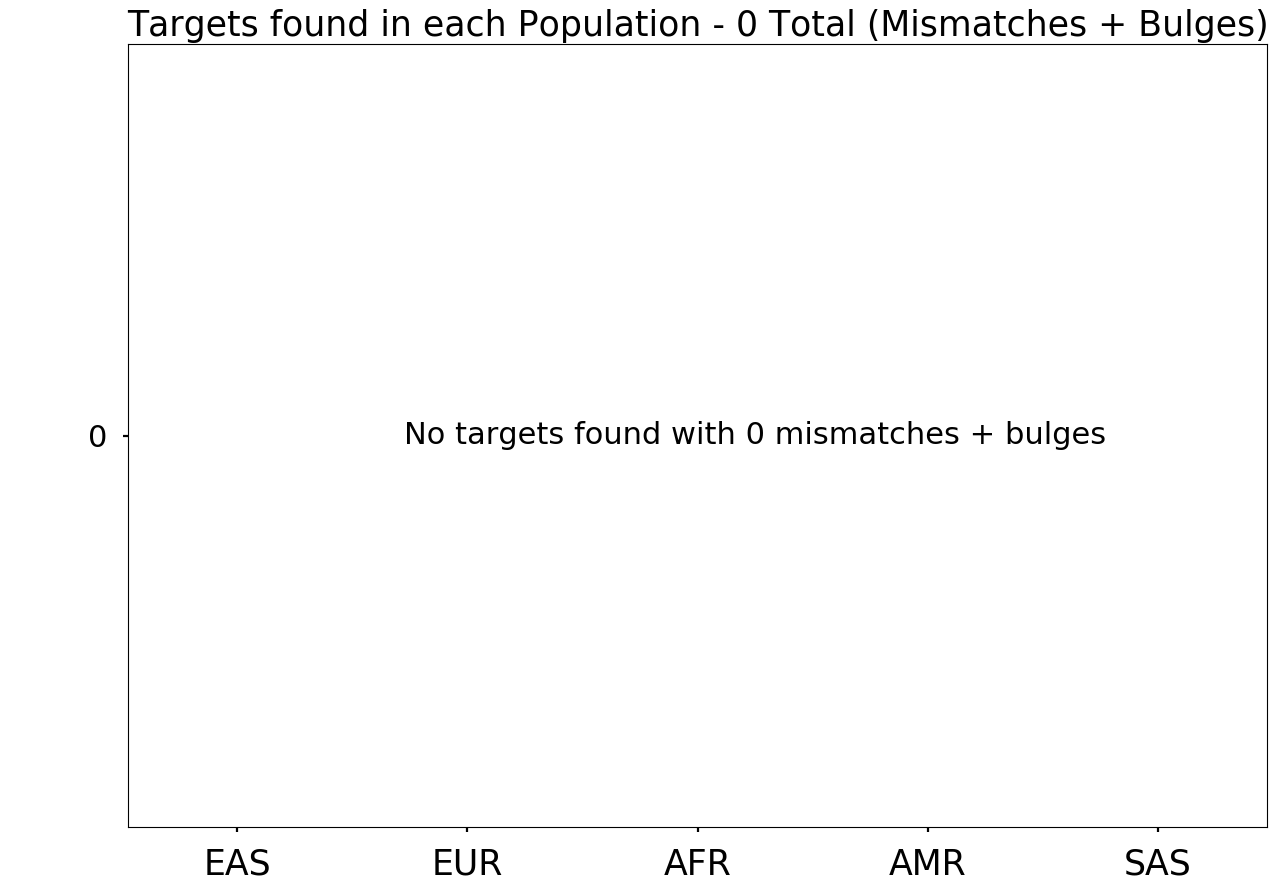 Targets found in each Population - 0 Total (Mismatches + Bulges)
0
No targets found with 0 mismatches + bulges
EAS EUR AFR AMR SAS